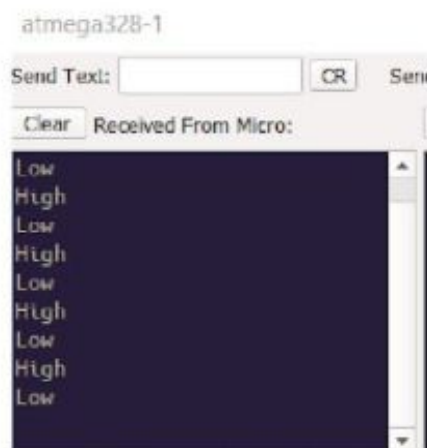 atmega328-1
Send Text: CR
Clear Received From Micro:
Low
High
Low
High
Low
High
Low
High
Low